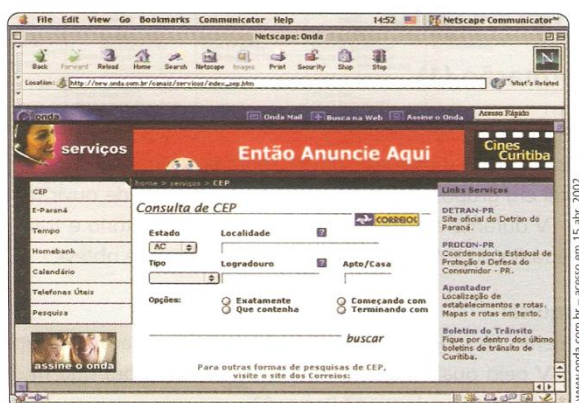 File Edit View Go Bookmarks Communicator Help 14:52 Netscape Communicator™
Netscape: Onda
Back Forward Reload Home Search Netscape Images Print Security Shop Stop N
Location: http://www.onda.com.br/canais/servicos/index_cep.htm What's Related
onda Onda Mail Busca na Web Assine o Onda Acesso Rápido
serviços Então Anuncie Aqui Cines Curitiba
home > serviços > CEP
CEP
E-Paraná
Tempo
Homebank
Calendário
Telefones Úteis
Pesquisa
assine o onda
Consulta de CEP
CORREIOS
Estado Localidade ?
AC
Tipo Logradouro ? Apto/Casa
Opções: Exatamente Começando com
Que contenha Terminando com
buscar
Para outras formas de pesquisas de CEP,
visite o site dos Correios:
Links Serviços
DETRAN-PR
Site oficial do Detran do
Paraná.
PROCON-PR
Coordenadoria Estadual de
Proteção e Defesa do
Consumidor - PR.
Apontador
Localização de
estabelecimentos e rotas.
Mapas e rotas em texto.
Boletim do Trânsito
Fique por dentro dos último
boletins de trânsito de
Curitiba.
www.onda.com.br – acesso em 15 abr. 2002